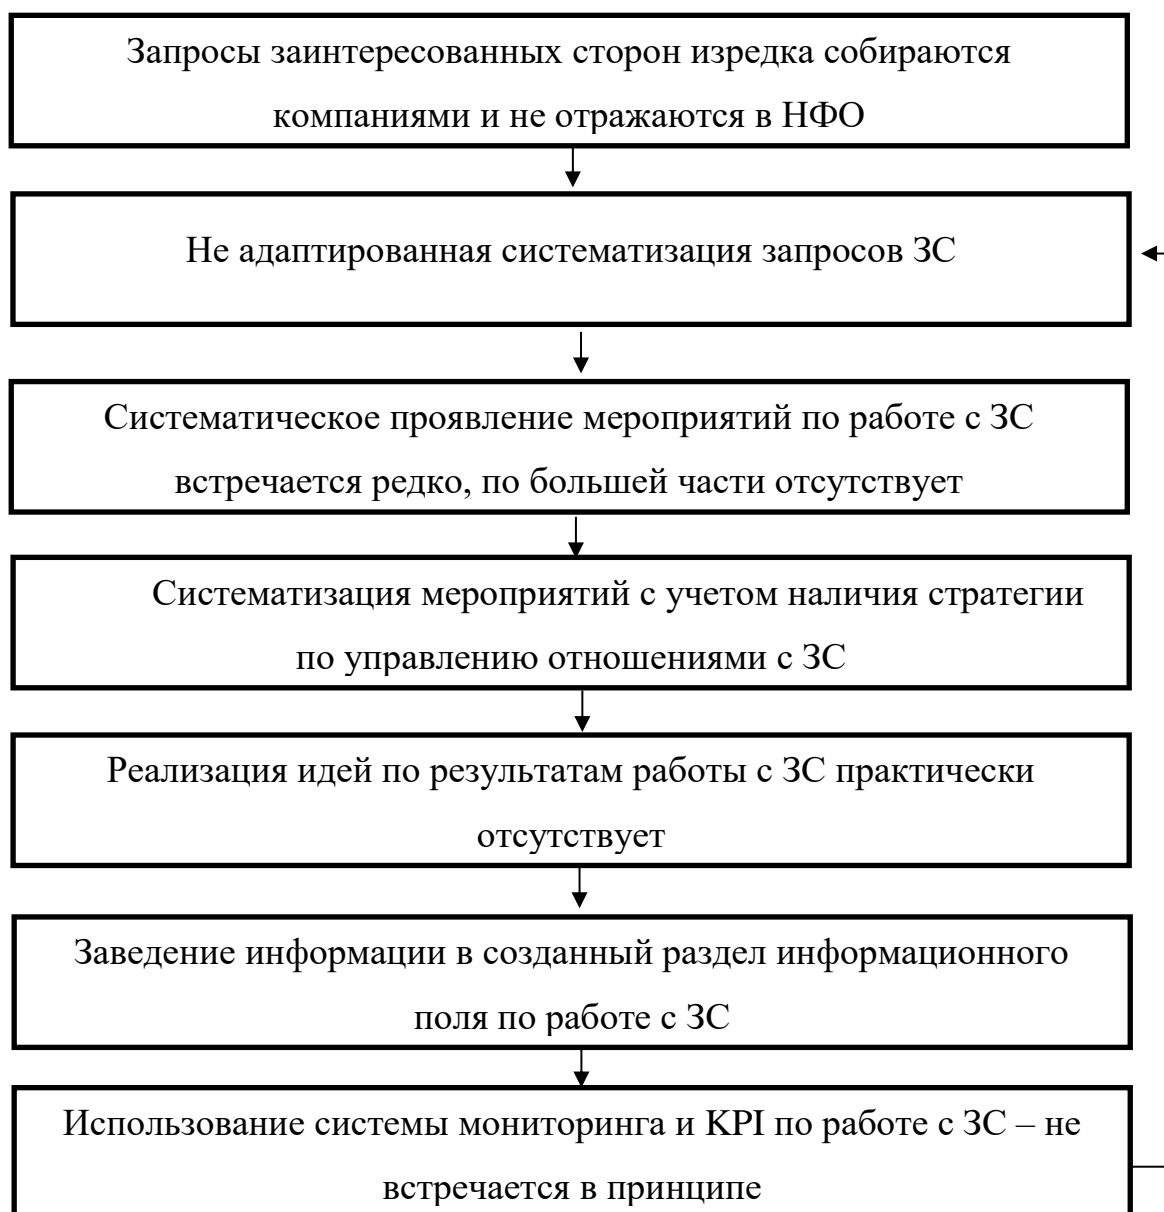 Запросы заинтересованных сторон изредка собираются
компаниями и не отражаются в НФО
Не адаптированная систематизация запросов ЗС
Систематическое проявление мероприятий по работе с ЗС
встречается редко, по большей части отсутствует
Систематизация мероприятий с учетом наличия стратегии
по управлению отношениями с ЗС
Реализация идей по результатам работы с ЗС практически
отсутствует
Заведение информации в созданный раздел информационного
поля по работе с ЗС
Использование системы мониторинга и KPI по работе с ЗС – не
встречается в принципе